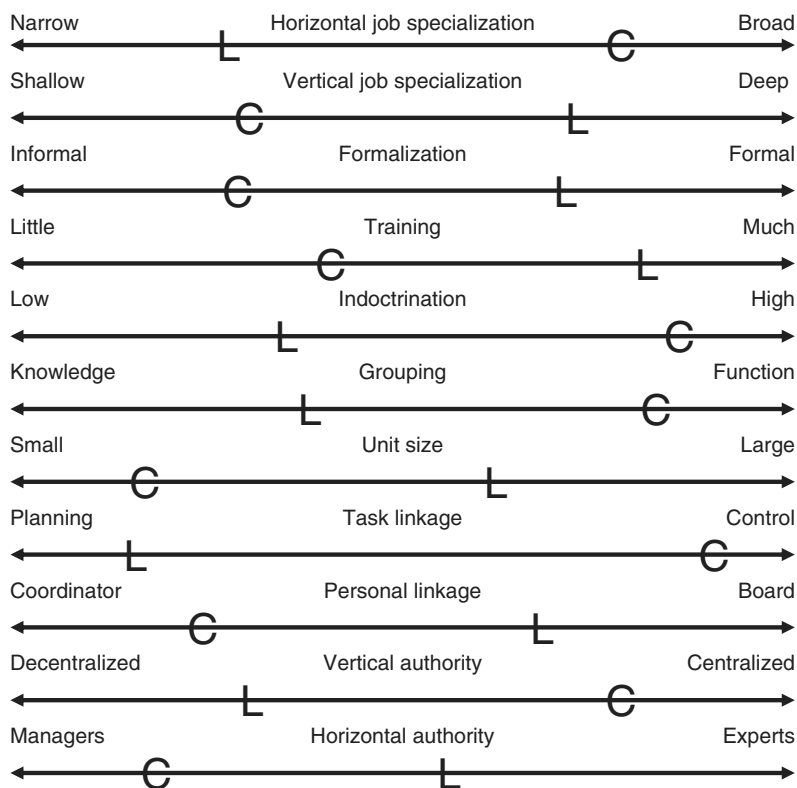 Narrow Horizontal job specialization Broad
L C
Shallow Vertical job specialization Deep
C L
Informal Formalization Formal
C L
Little Training Much
C L
Low Indoctrination High
L C
Knowledge Grouping Function
L C
Small Unit size Large
C L
Planning Task linkage Control
L C
Coordinator Personal linkage Board
C L
Decentralized Vertical authority Centralized
L C
Managers Horizontal authority Experts
C L